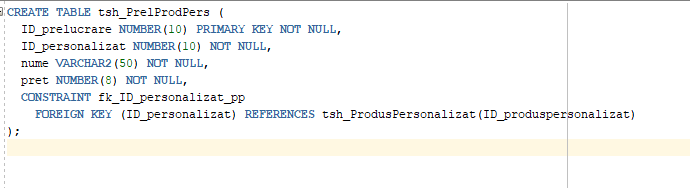 CREATE TABLE tsh_PrelProdPers (
  ID_prelucrare NUMBER(10) PRIMARY KEY NOT NULL,
  ID_personalizat NUMBER(10) NOT NULL,
  nume VARCHAR2(50) NOT NULL,
  pret NUMBER(8) NOT NULL,
  CONSTRAINT fk_ID_personalizat_pp
    FOREIGN KEY (ID_personalizat) REFERENCES tsh_ProdusPersonalizat(ID_produspersonalizat)
);